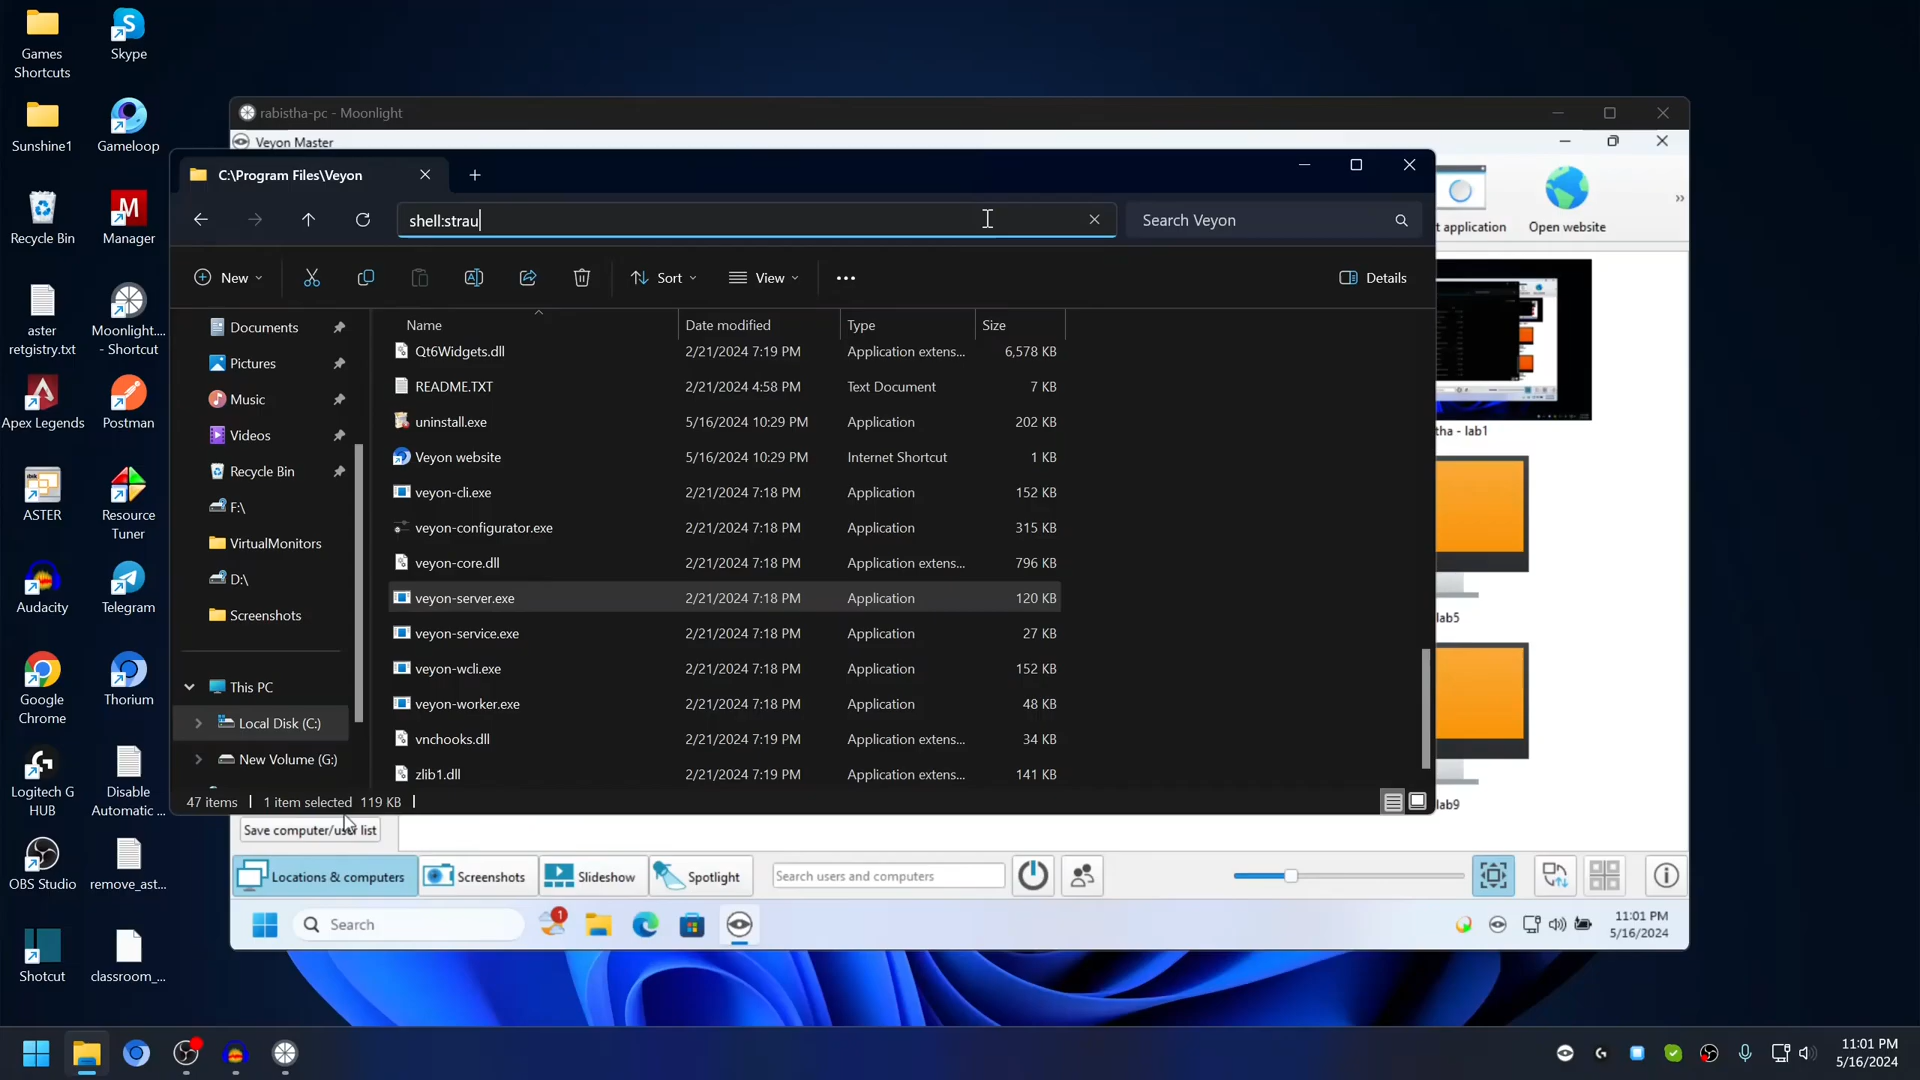 Games
Shortcuts
Skype
Sunshine1
Gameloop
Recycle Bin
Manager
aster
retgistry.txt
Moonlight....
- Shortcut
Apex Legends
Postman
ASTER
Resource
Tuner
Audacity
Telegram
Google
Chrome
Thorium
Logitech G
HUB
Disable
Automatic ...
OBS Studio
remove_ast...
Shotcut
classroom_...
rabistha-pc - Moonlight
Veyon Master
t application
Open website
C:\Program Files\Veyon
shell:strau
Search Veyon
New
Sort
View
Details
Documents
Pictures
Music
Videos
Recycle Bin
F:\
VirtualMonitors
D:\
Screenshots
This PC
Local Disk (C:)
New Volume (G:)
Name Date modified Type Size
Qt6Widgets.dll 2/21/2024 7:19 PM Application extens... 6,578 KB
README.TXT 2/21/2024 4:58 PM Text Document 7 KB
uninstall.exe 5/16/2024 10:29 PM Application 202 KB
Veyon website 5/16/2024 10:29 PM Internet Shortcut 1 KB
veyon-cli.exe 2/21/2024 7:18 PM Application 152 KB
veyon-configurator.exe 2/21/2024 7:18 PM Application 315 KB
veyon-core.dll 2/21/2024 7:18 PM Application extens... 796 KB
veyon-server.exe 2/21/2024 7:18 PM Application 120 KB
veyon-service.exe 2/21/2024 7:18 PM Application 27 KB
veyon-wcli.exe 2/21/2024 7:18 PM Application 152 KB
veyon-worker.exe 2/21/2024 7:18 PM Application 48 KB
vnchooks.dll 2/21/2024 7:19 PM Application extens... 34 KB
zlib1.dll 2/21/2024 7:19 PM Application extens... 141 KB
47 items 1 item selected 119 KB
tha - lab1
lab5
lab9
Save computer/user list
Locations & computers
Screenshots
Slideshow
Spotlight
Search users and computers
Search
1
11:01 PM
5/16/2024
11:01 PM
5/16/2024